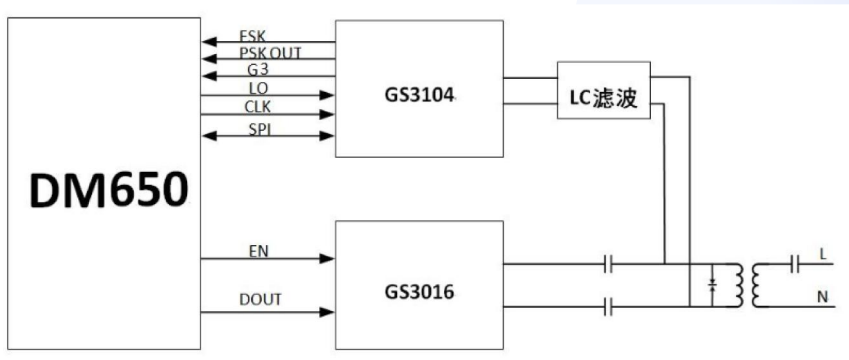 FSK
PSK OUT
G3
LO
CLK
SPI
GS3104
LC滤波
DM650
EN
DOUT
GS3016
L
N